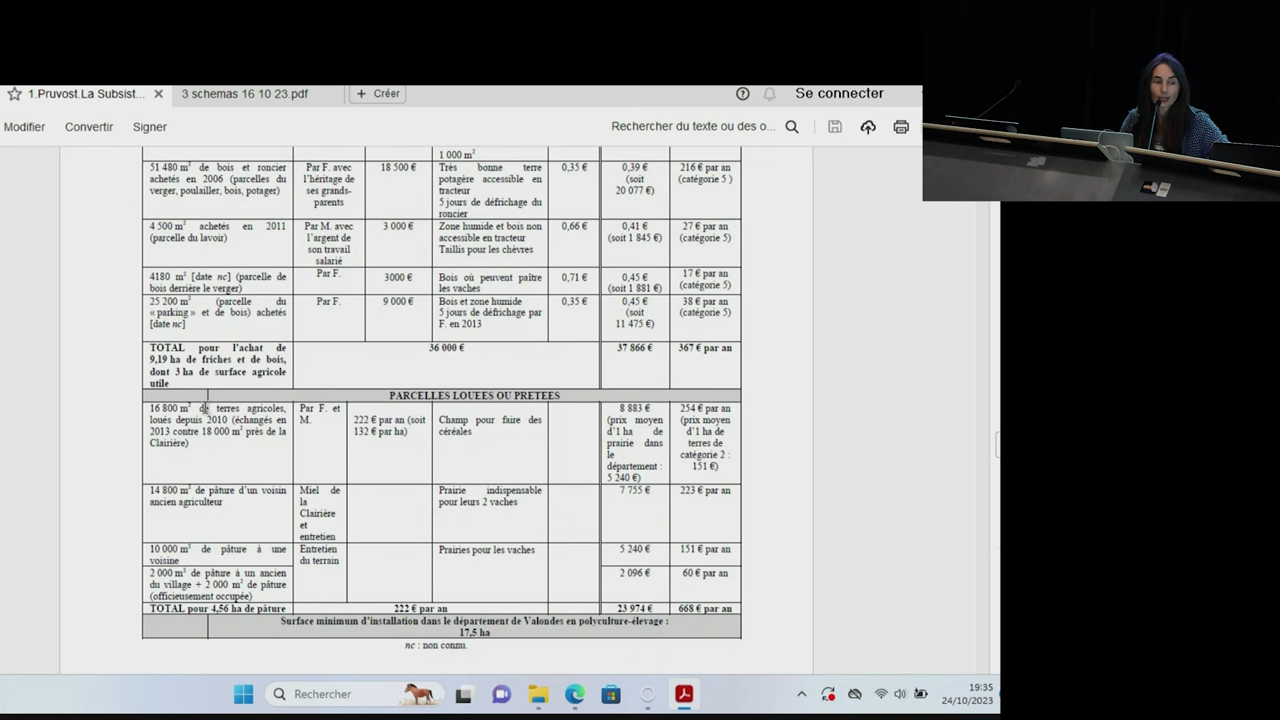 1.Pruvost.La Subsist...
3 schemas 16 10 23.pdf
Créer
Se connecter
Modifier
Convertir
Signer
Rechercher du texte ou des o...
1 000 m²
51 480 m² de bois et roncier
achetés en 2006 (parcelles du
verger, poulailler, bois, potager)
Par F. avec
l'héritage de
ses grands-
parents
18 500 €
Très bonne terre
potagère accessible en
tracteur
5 jours de défrichage du
roncier
0,35 €
0,39 €
(soit
20 077 €)
216 € par an
(catégorie 5 )
4 500 m² achetés en 2011
(parcelle du lavoir)
Par M. avec
l'argent de
son travail
salarié
3 000 €
Zone humide et bois non
accessible en tracteur
Taillis pour les chèvres
0,66 €
0,41 €
(soit 1 845 €)
27 € par an
(catégorie 5)
4180 m² [date nc] (parcelle de
bois derrière le verger)
Par F.
3000 €
Bois où peuvent paître
les vaches
0,71 €
0,45 €
(soit 1 881 €)
17 € par an
(catégorie 5)
25 200 m² (parcelle du
« parking » et de bois) achetés
[date nc]
Par F.
9 000 €
Bois et zone humide
5 jours de défrichage par
F. en 2013
0,35 €
0,45 €
(soit
11 475 €)
38 € par an
(catégorie 5)
TOTAL pour l'achat de
9,19 ha de friches et de bois,
dont 3 ha de surface agricole
utile
36 000 €
37 866 €
367 € par an
PARCELLES LOUEES OU PRETEES
16 800 m² de terres agricoles,
loués depuis 2010 (échangés en
2013 contre 18 000 m² près de la
Clairière)
Par F. et
M.
222 € par an (soit
132 € par ha)
Champ pour faire des
céréales
8 883 €
(prix moyen
d'1 ha de
prairie dans
le
département :
5 240 €)
254 € par an
(prix moyen
d'1 ha de
terres de
catégorie 2 :
151 €)
14 800 m² de pâture d'un voisin
ancien agriculteur
Miel de
la
Clairière
et
entretien
Prairie indispensable
pour leurs 2 vaches
7 755 €
223 € par an
10 000 m² de pâture à une
voisine
Entretien
du terrain
Prairies pour les vaches
5 240 €
151 € par an
2 000 m² de pâture à un ancien
du village + 2 000 m² de pâture
(officieusement occupée)
2 096 €
60 € par an
TOTAL pour 4,56 ha de pâture
222 € par an
23 974 €
668 € par an
Surface minimum d'installation dans le département de Valondes en polyculture-élevage :
17,5 ha
nc : non connu.
Rechercher
19:35
24/10/2023